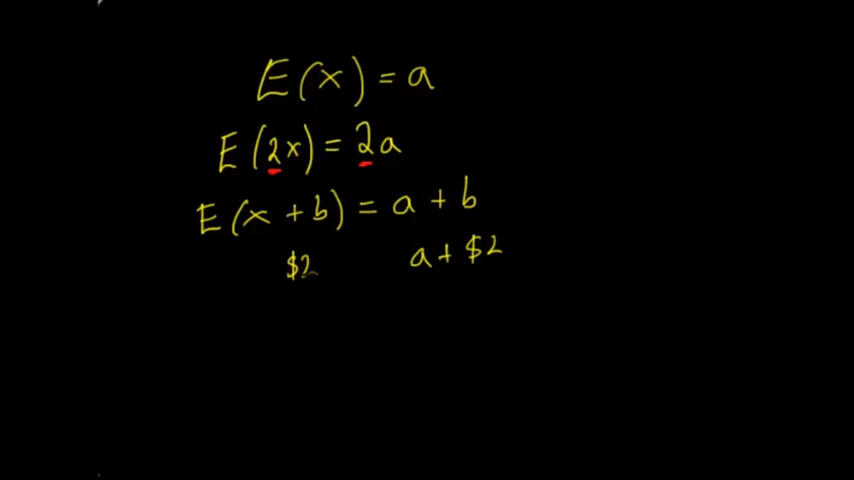 E(x) = a
E(2x) = 2a
E(x + b) = a + b
$2 a + $2